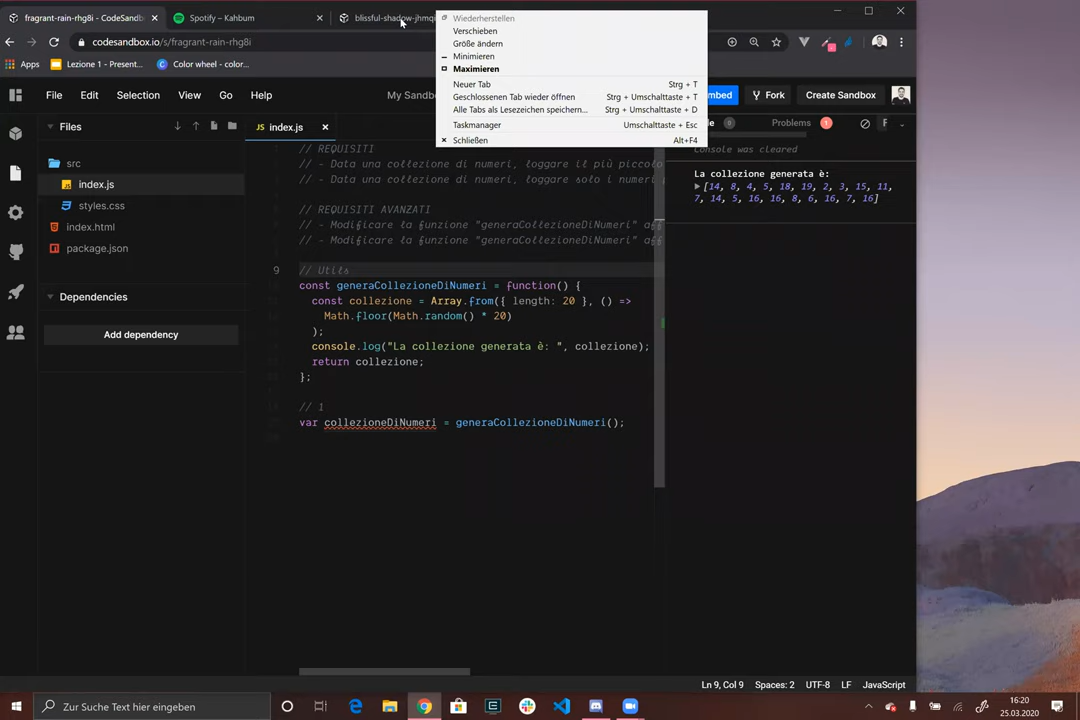 fragrant-rain-rhg8i - CodeSandb
Spotify – Kahbum
blissful-shadow-jhmq
codesandbox.io/s/fragrant-rain-rhg8i
Apps
Lezione 1 - Present...
Color wheel - color...
Wiederherstellen
Verschieben
Größe ändern
Minimieren
Maximieren
Neuer Tab Strg + T
Geschlossenen Tab wieder öffnen Strg + Umschalttaste + T
Alle Tabs als Lesezeichen speichern... Strg + Umschalttaste + D
Taskmanager Umschalttaste + Esc
Schließen Alt+F4
File Edit Selection View Go Help
My Sandb
mbed
Fork
Create Sandbox
Files
src
index.js
styles.css
index.html
package.json
Dependencies
Add dependency
JS index.js
0
Problems 1
Console was cleared
La collezione generata è:
[14, 8, 4, 5, 18, 19, 2, 3, 15, 11,
7, 14, 5, 16, 16, 8, 6, 16, 7, 16]
// REQUISITI
// - Data una collezione di numeri, loggare il più piccolo
// - Data una collezione di numeri, loggare solo i numeri
// REQUISITI AVANZATI
// - Modificare la funzione "generaCollezioneDiNumeri" aff
// - Modificare la funzione "generaCollezioneDiNumeri" aff
9 // Utils
const generaCollezioneDiNumeri = function() {
const collezione = Array.from({ length: 20 }, () =>
Math.floor(Math.random() * 20)
);
console.log("La collezione generata è: ", collezione);
return collezione;
};
// 1
var collezioneDiNumeri = generaCollezioneDiNumeri();
Ln 9, Col 9 Spaces: 2 UTF-8 LF JavaScript
Zur Suche Text hier eingeben
16:20
25.03.2020